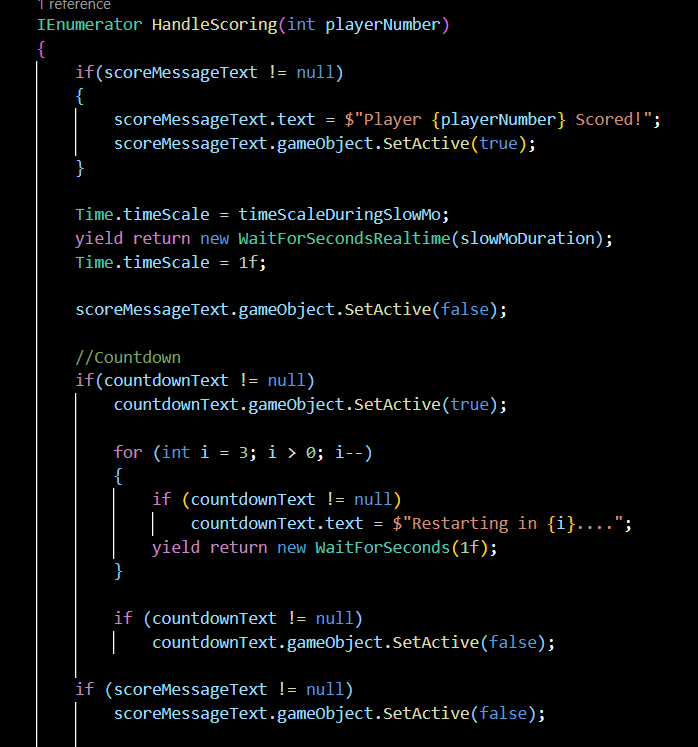 1 reference
IEnumerator HandleScoring(int playerNumber)
{
if(scoreMessageText != null)
{
scoreMessageText.text = $"Player {playerNumber} Scored!";
scoreMessageText.gameObject.SetActive(true);
}
Time.timeScale = timeScaleDuringSlowMo;
yield return new WaitForSecondsRealtime(slowMoDuration);
Time.timeScale = 1f;
scoreMessageText.gameObject.SetActive(false);
//Countdown
if(countdownText != null)
countdownText.gameObject.SetActive(true);
for (int i = 3; i > 0; i--)
{
if (countdownText != null)
countdownText.text = $"Restarting in {i}....";
yield return new WaitForSeconds(1f);
}
if (countdownText != null)
countdownText.gameObject.SetActive(false);
if (scoreMessageText != null)
scoreMessageText.gameObject.SetActive(false);